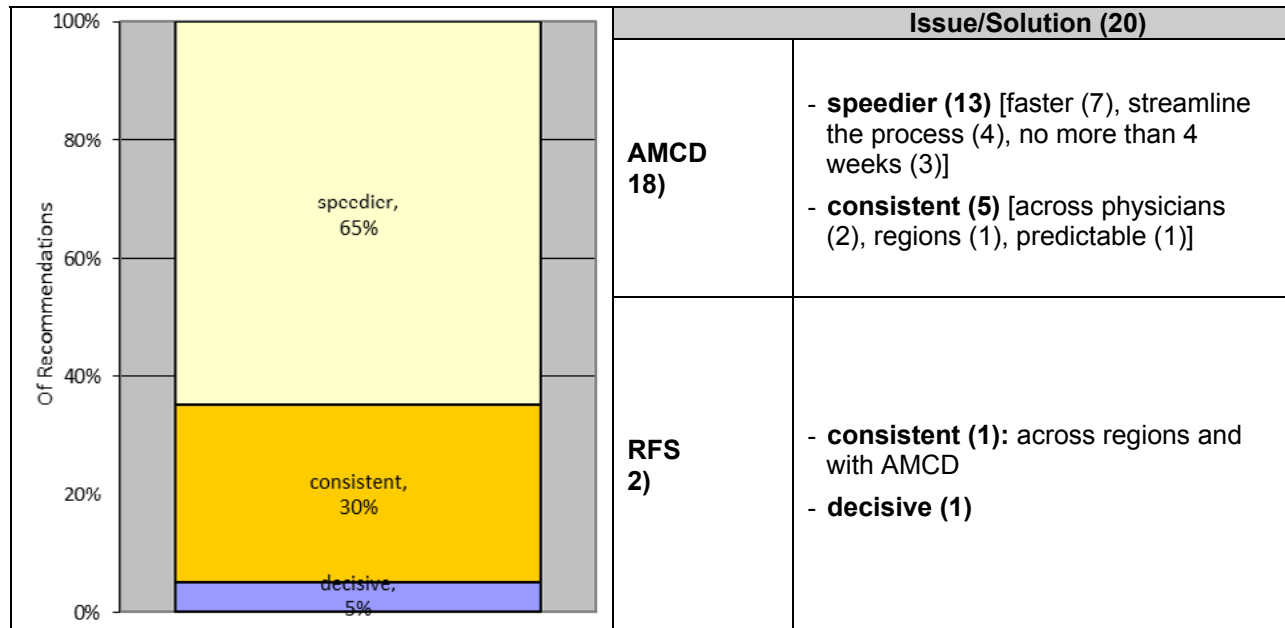 100%
80%
60%
40%
20%
0%
Of Recommendations
speedier,
65%
consistent,
30%
decisive,
5%
Issue/Solution (20)
AMCD
18)
- speedier (13) [faster (7), streamline
the process (4), no more than 4
weeks (3)]
- consistent (5) [across physicians
(2), regions (1), predictable (1)]
RFS
2)
- consistent (1): across regions and
with AMCD
- decisive (1)